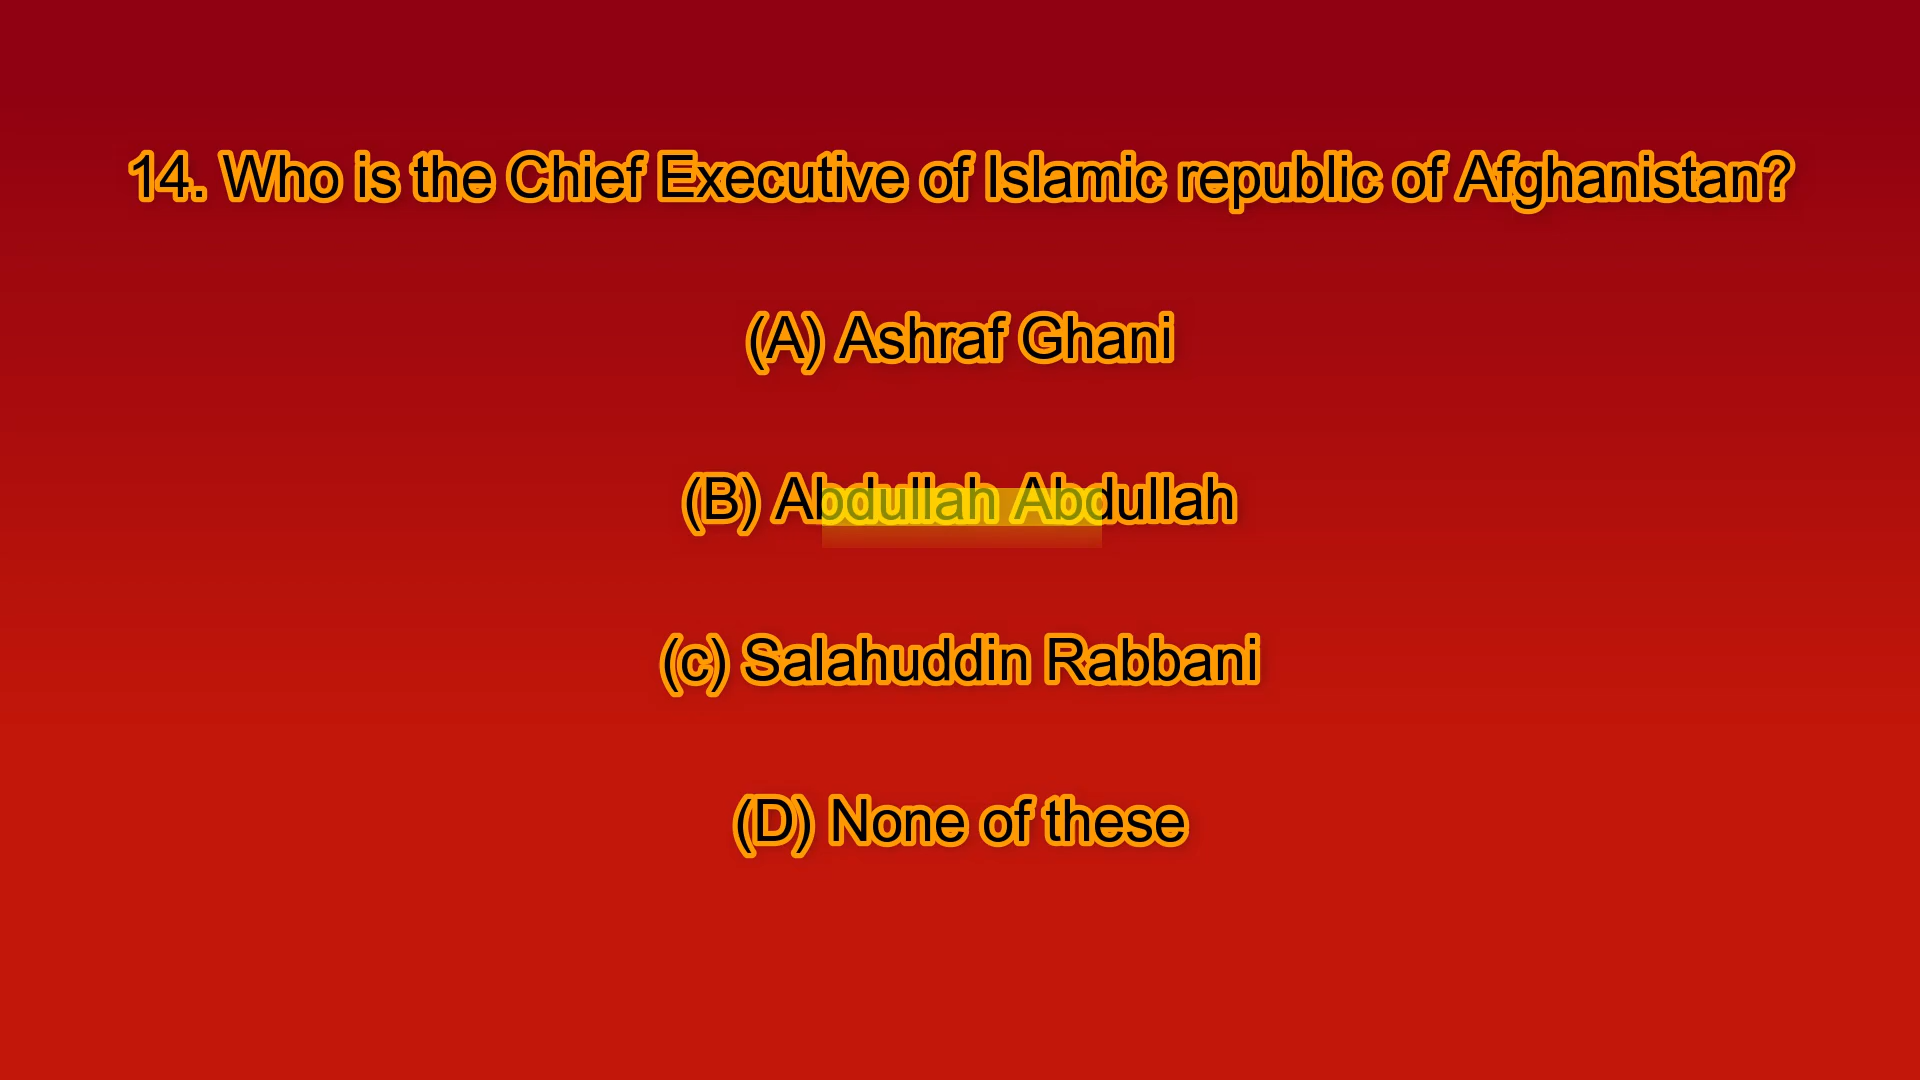 14. Who is the Chief Executive of Islamic republic of Afghanistan?
(A) Ashraf Ghani
(B) Abdullah Abdullah
(c) Salahuddin Rabbani
(D) None of these